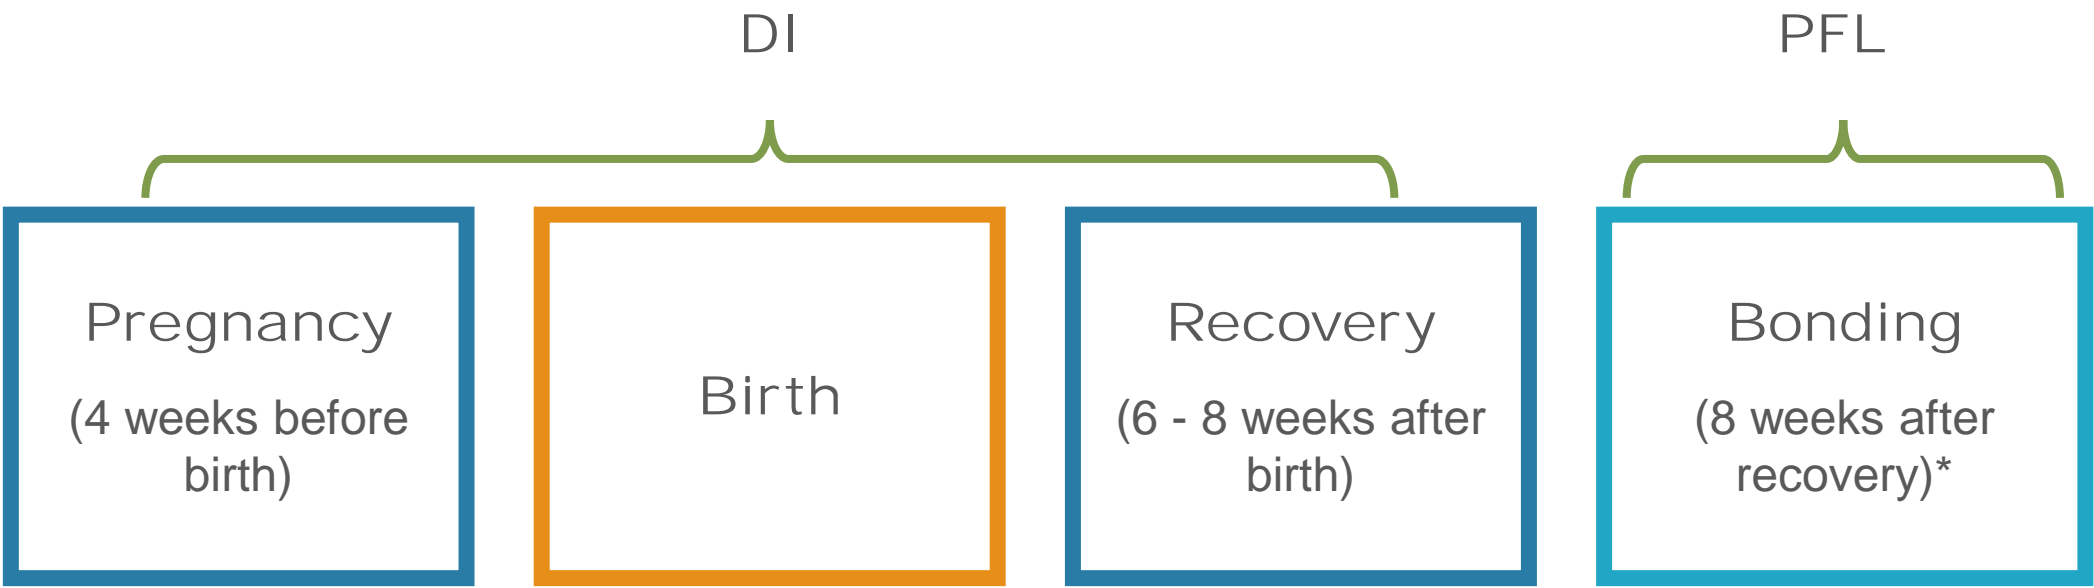 DI
PFL
Pregnancy
(4 weeks before
birth)
Birth
Recovery
(6 - 8 weeks after
birth)
Bonding
(8 weeks after
recovery)*